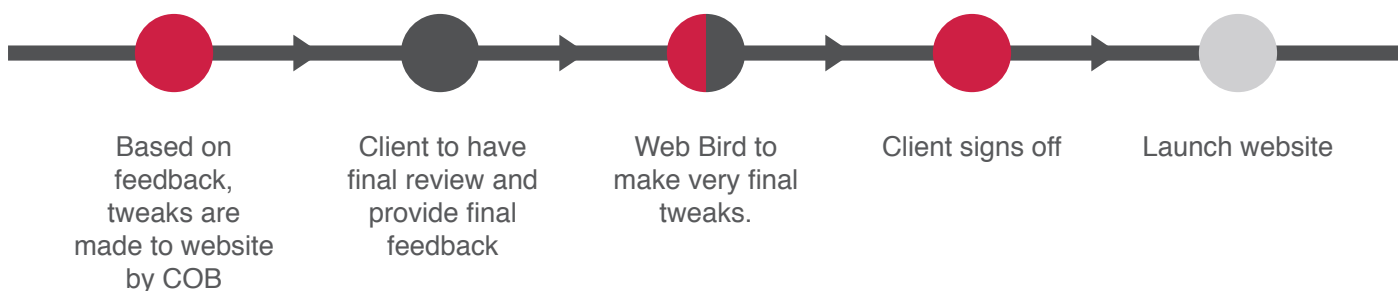 Based on
feedback,
tweaks are
made to website
by COB
Client to have
final review and
provide final
feedback
Web Bird to
make very final
tweaks.
Client signs off
Launch website